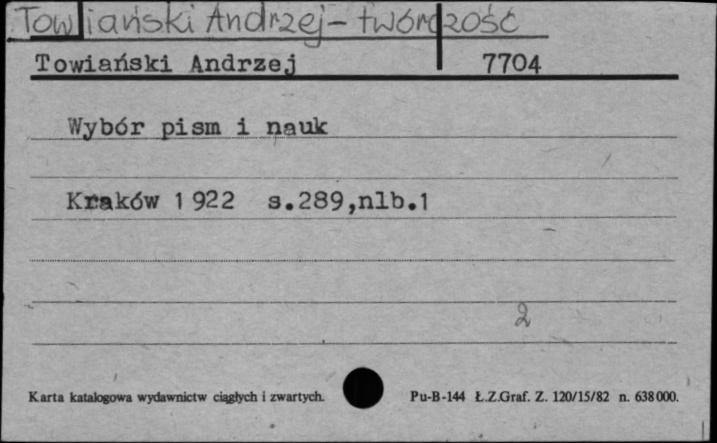 Towiański Andrzej - twórczość
Towiański Andrzej 7704
Wybór pism i nauk
Kraków 1922 s.289,nlb.1
2
Karta katalogowa wydawnictw ciągłych i zwartych. Pu-B-144 Ł.Z.Graf. Z. 120/15/82 n. 638000.